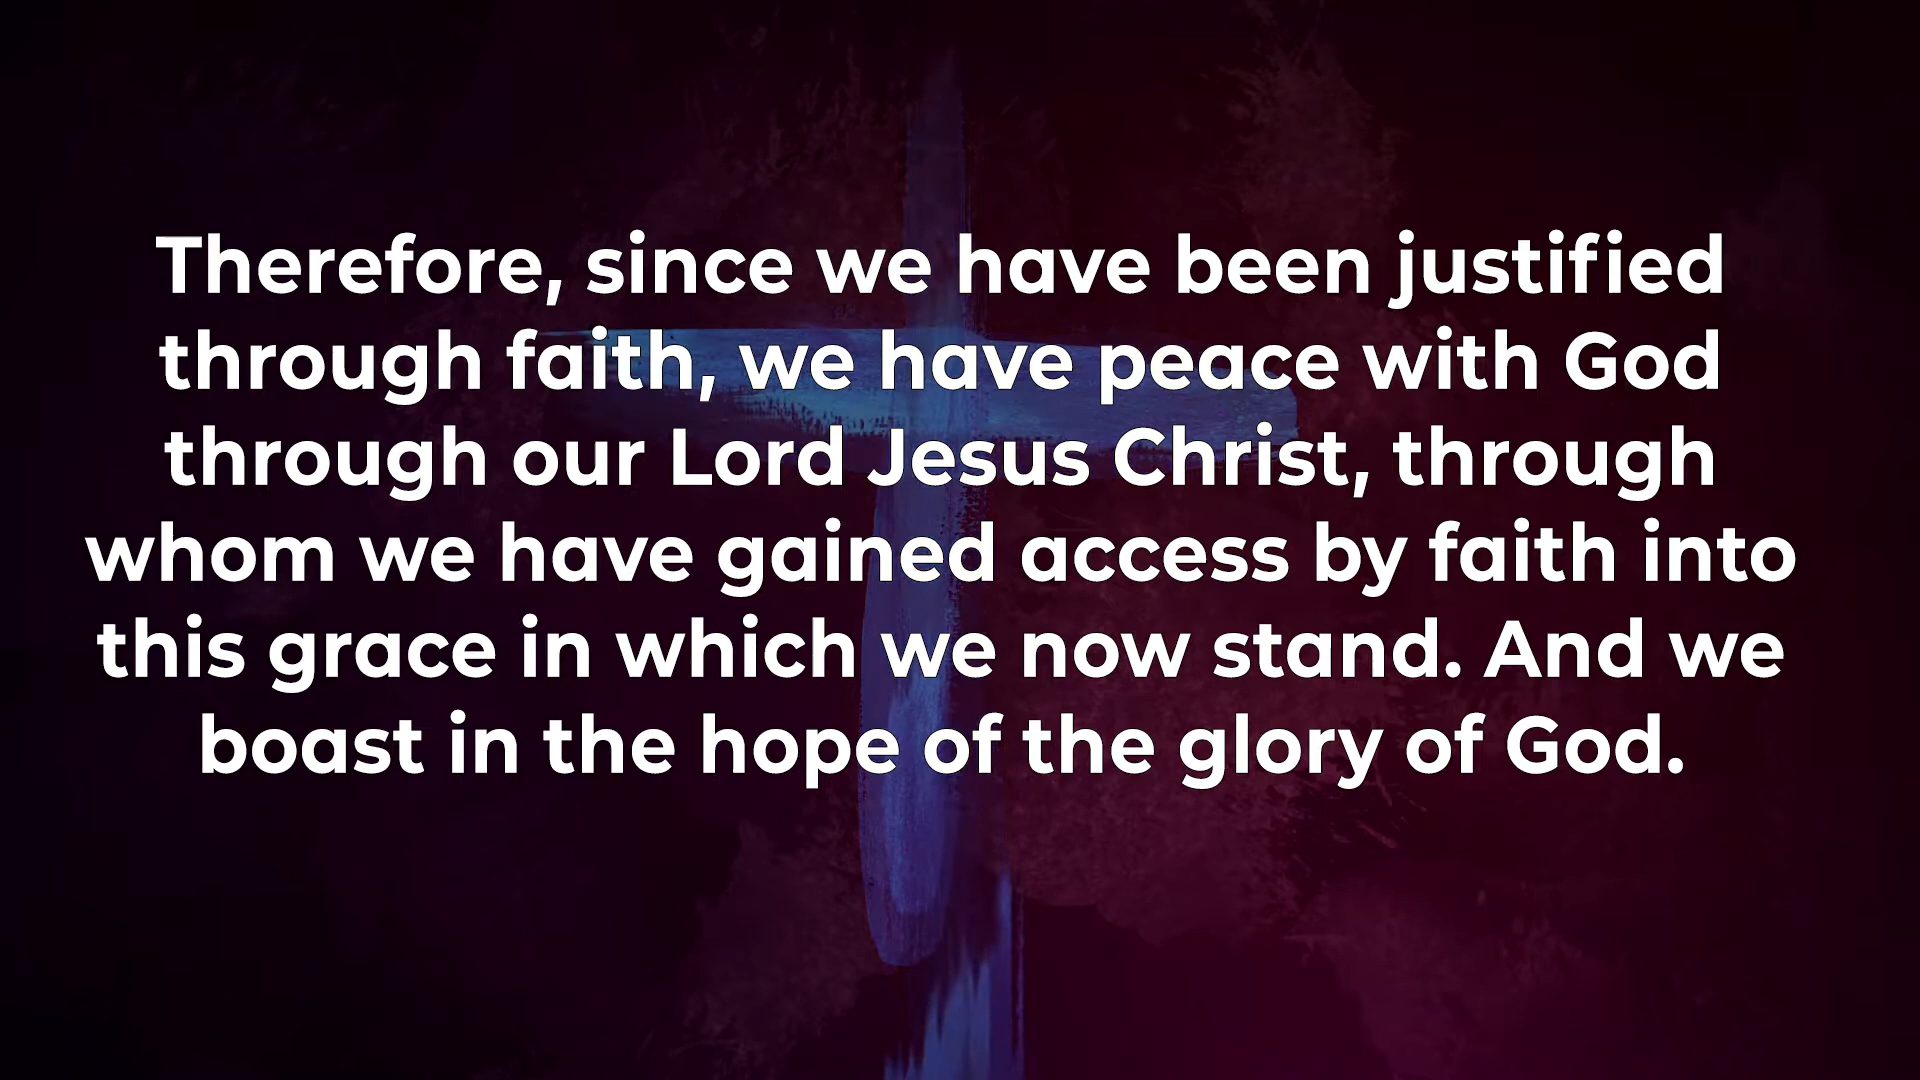 Therefore, since we have been justified
through faith, we have peace with God
through our Lord Jesus Christ, through
whom we have gained access by faith into
this grace in which we now stand. And we
boast in the hope of the glory of God.